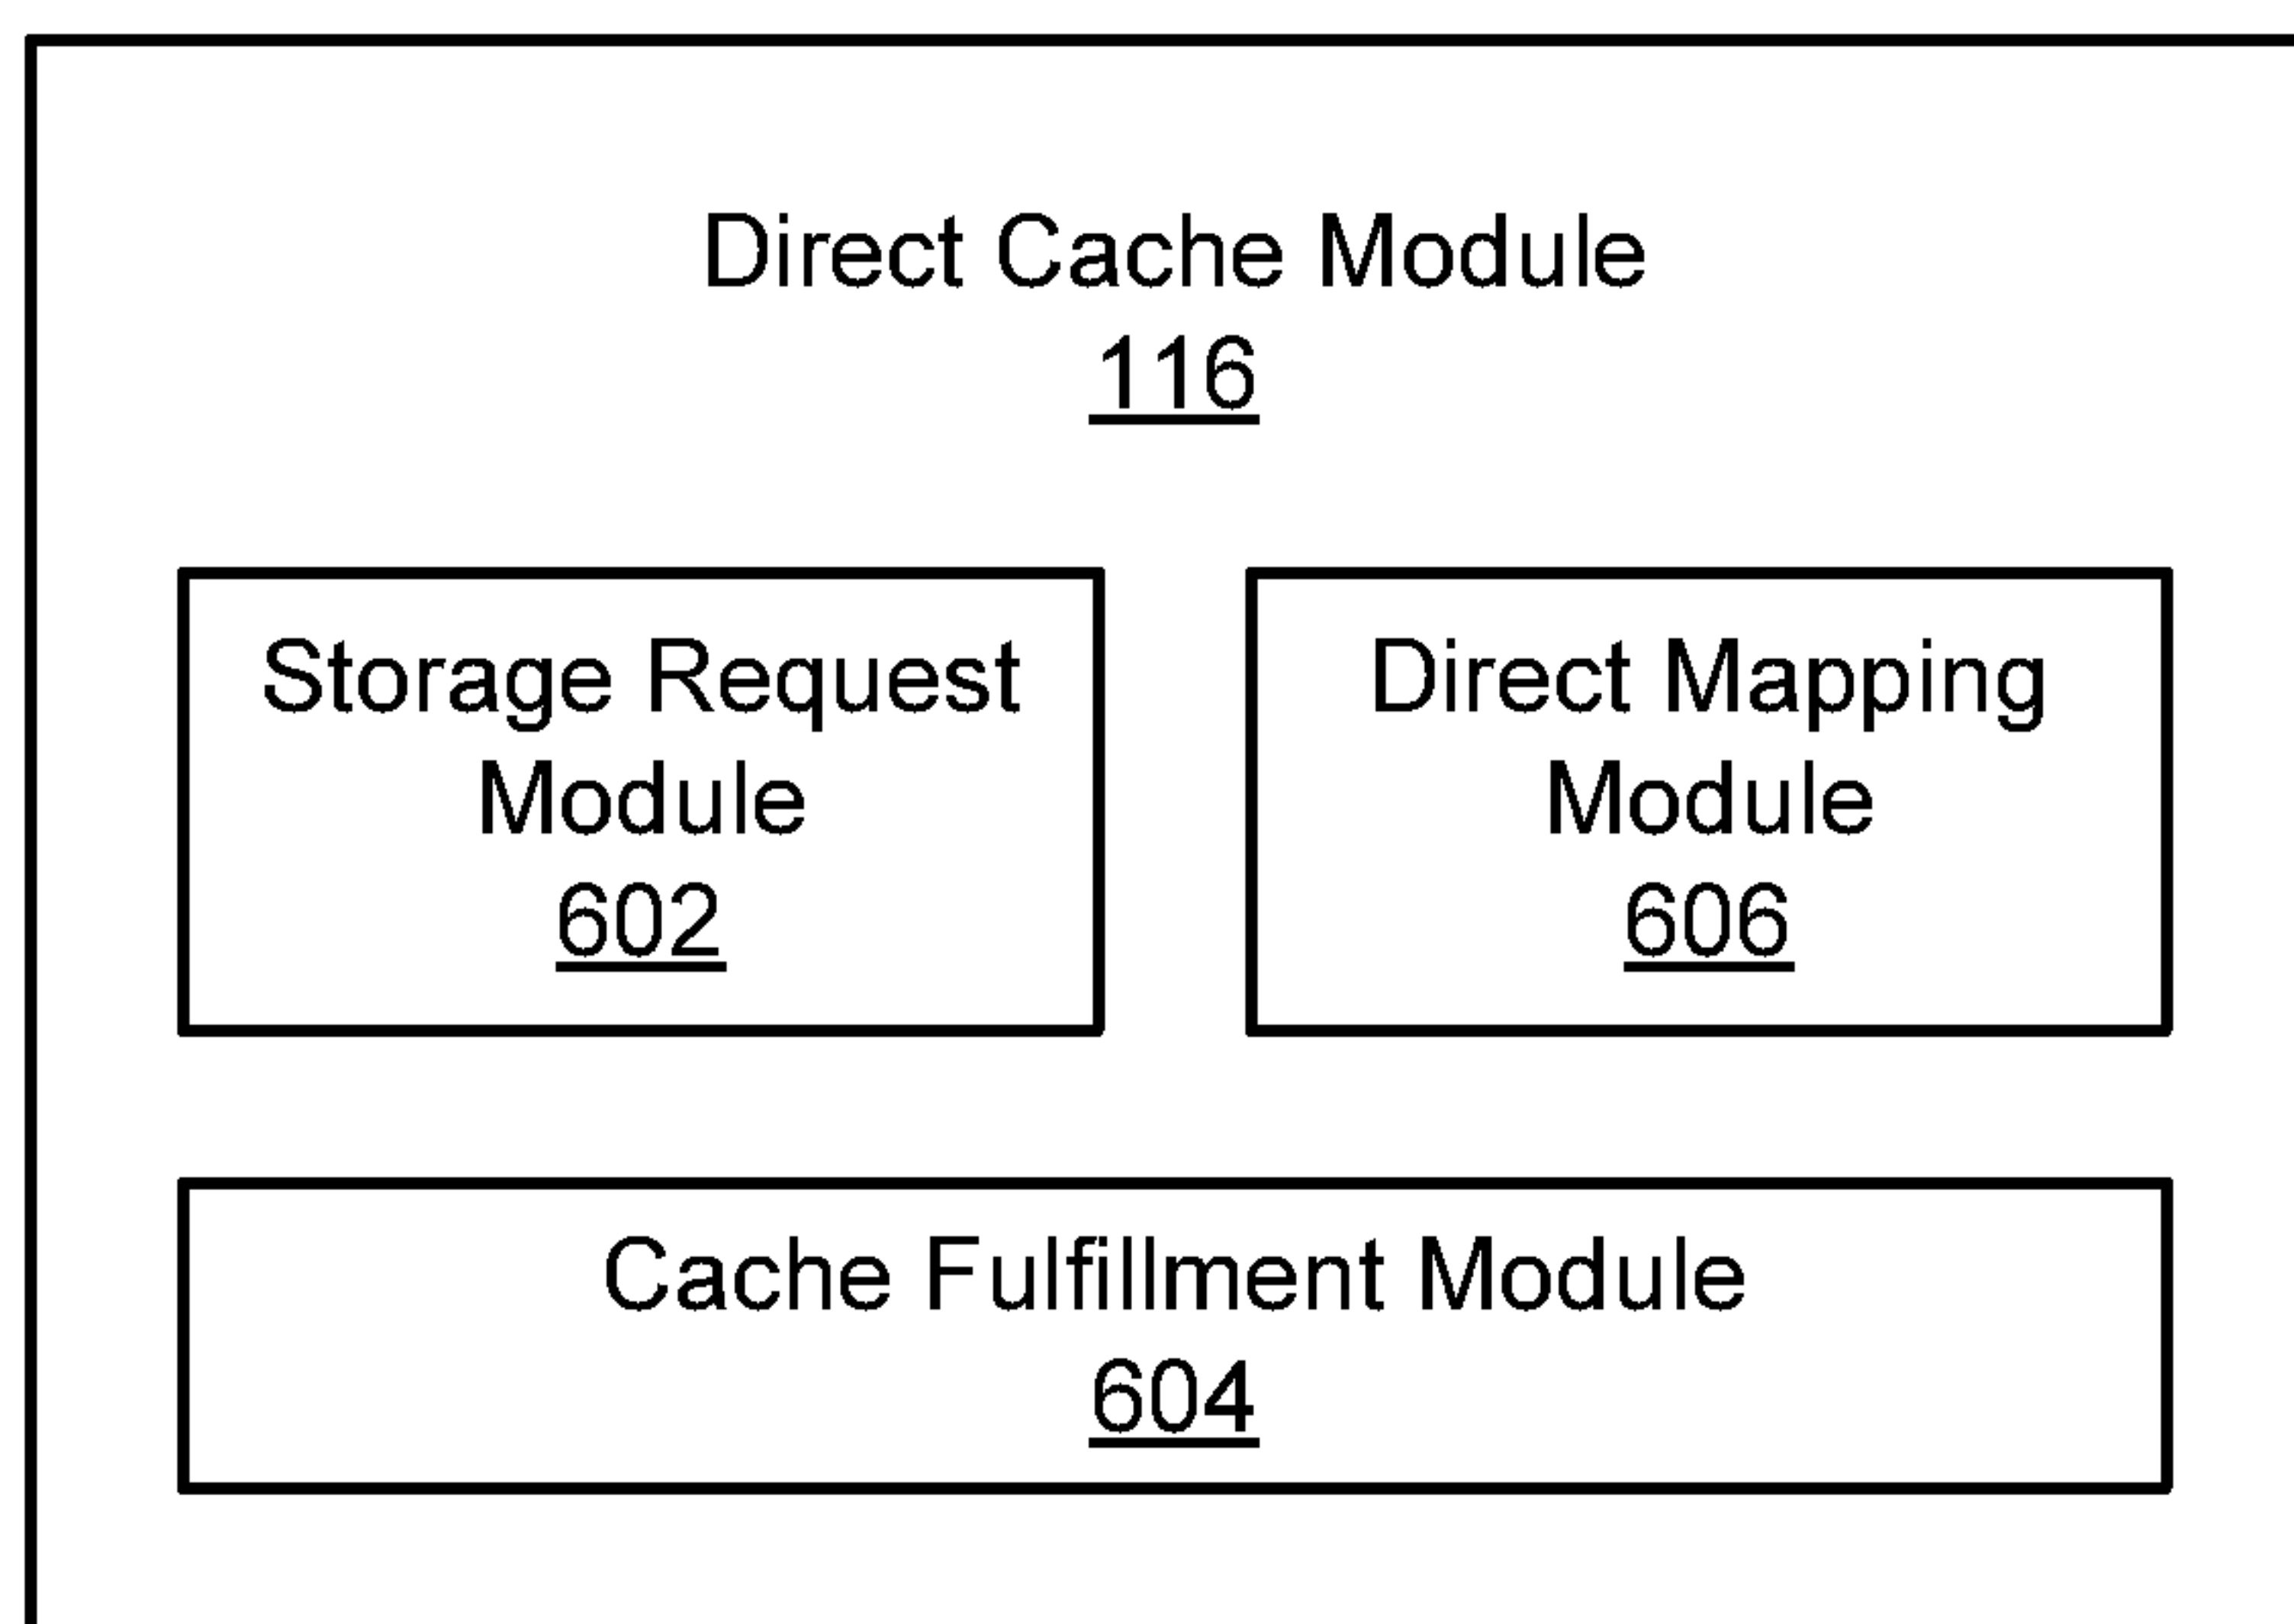 Direct Cache Module
116
Storage Request
Module
602
Direct Mapping
Module
606
Cache Fulfillment Module
604